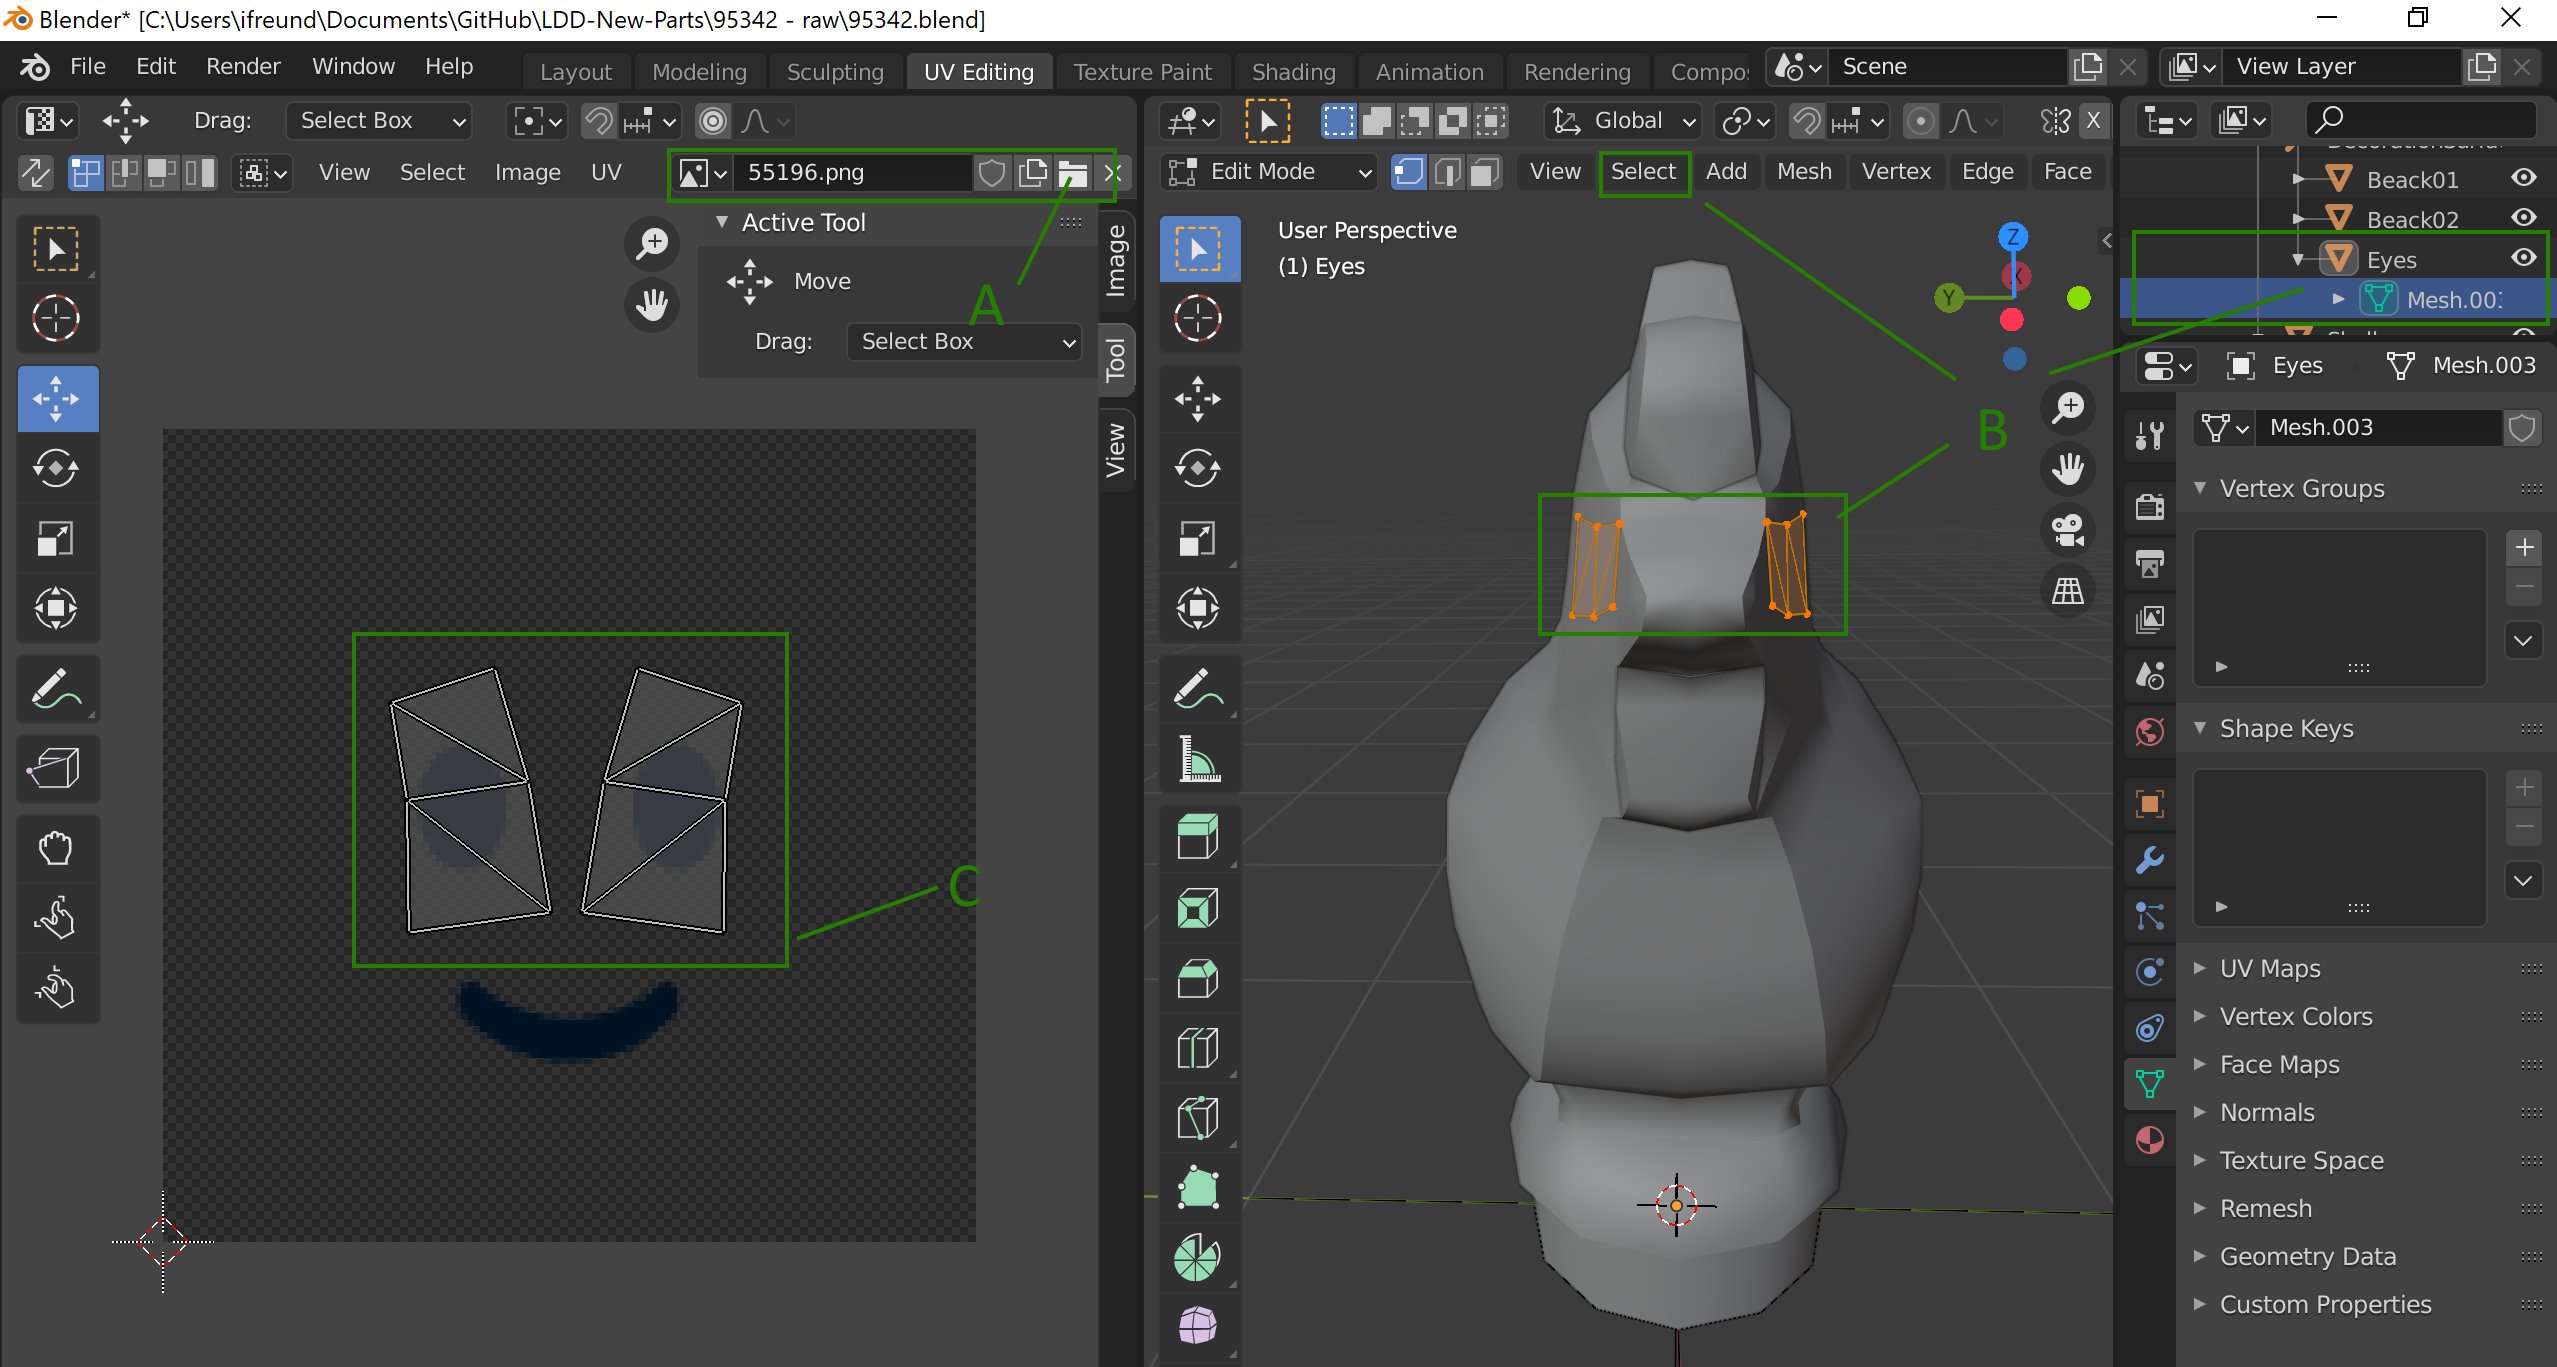 Blender* [C:\Users\ifreund\Documents\GitHub\LDD-New-Parts\95342 - raw\95342.blend]
File Edit Render Window Help
Layout Modeling Sculpting UV Editing Texture Paint Shading Animation Rendering Compos
Scene
View Layer
Drag: Select Box
View Select Image UV
55196.png
Active Tool
Move
Drag: Select Box
Image
Tool
View
A
C
Global
X
Edit Mode
View Select Add Mesh Vertex Edge Face
User Perspective
(1) Eyes
Z
X
Y
B
Beack01
Beack02
Eyes
Mesh.003
Eyes
Mesh.003
Mesh.003
Vertex Groups
Shape Keys
UV Maps
Vertex Colors
Face Maps
Normals
Texture Space
Remesh
Geometry Data
Custom Properties